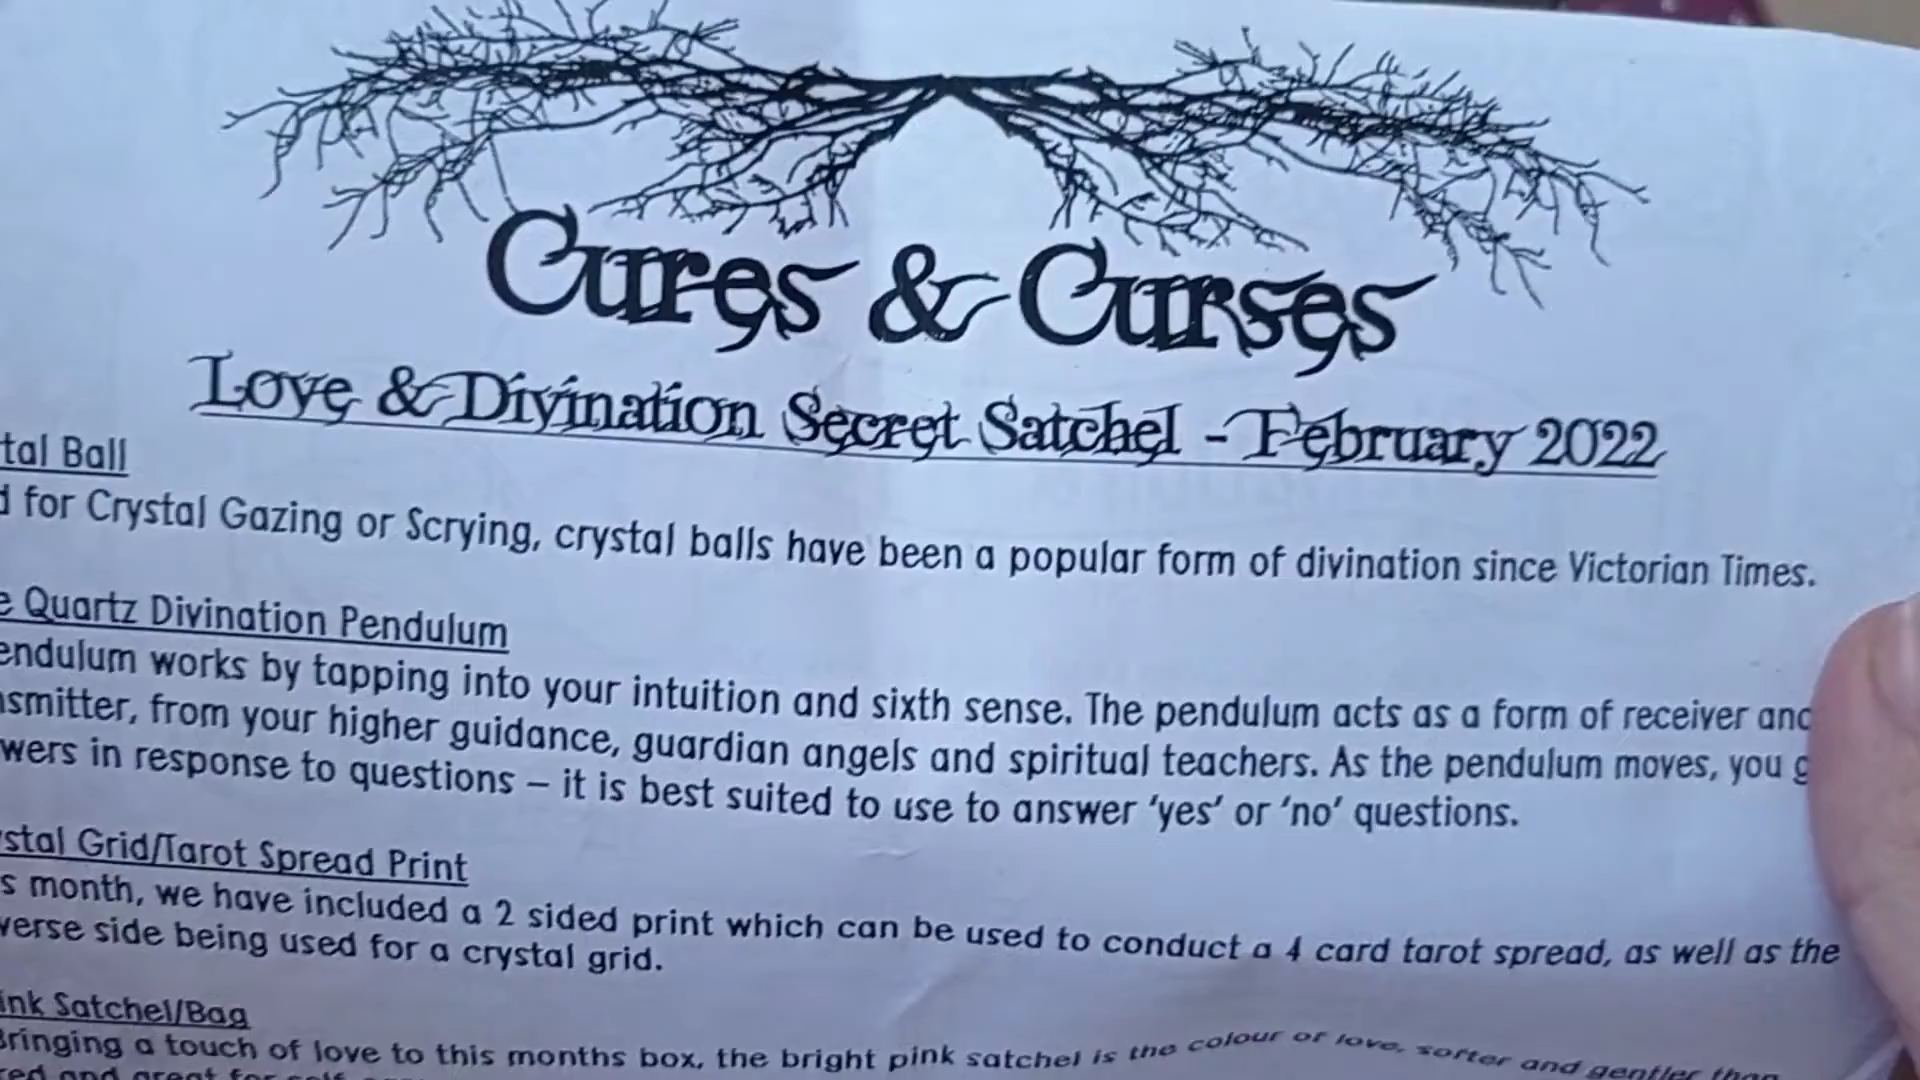 Cures & Curses
Love & Divination Secret Satchel - February 2022
tal Ball
d for Crystal Gazing or Scrying, crystal balls have been a popular form of divination since Victorian Times.
e Quartz Divination Pendulum
endulum works by tapping into your intuition and sixth sense. The pendulum acts as a form of receiver and
nsmitter, from your higher guidance, guardian angels and spiritual teachers. As the pendulum moves, you g
wers in response to questions – it is best suited to use to answer ‘yes’ or ‘no’ questions.
stal Grid/Tarot Spread Print
s month, we have included a 2 sided print which can be used to conduct a 4 card tarot spread, as well as the
verse side being used for a crystal grid.
ink Satchel/Bag
Bringing a touch of love to this months box, the bright pink satchel is the colour of love, softer and gentler than
red and great for self